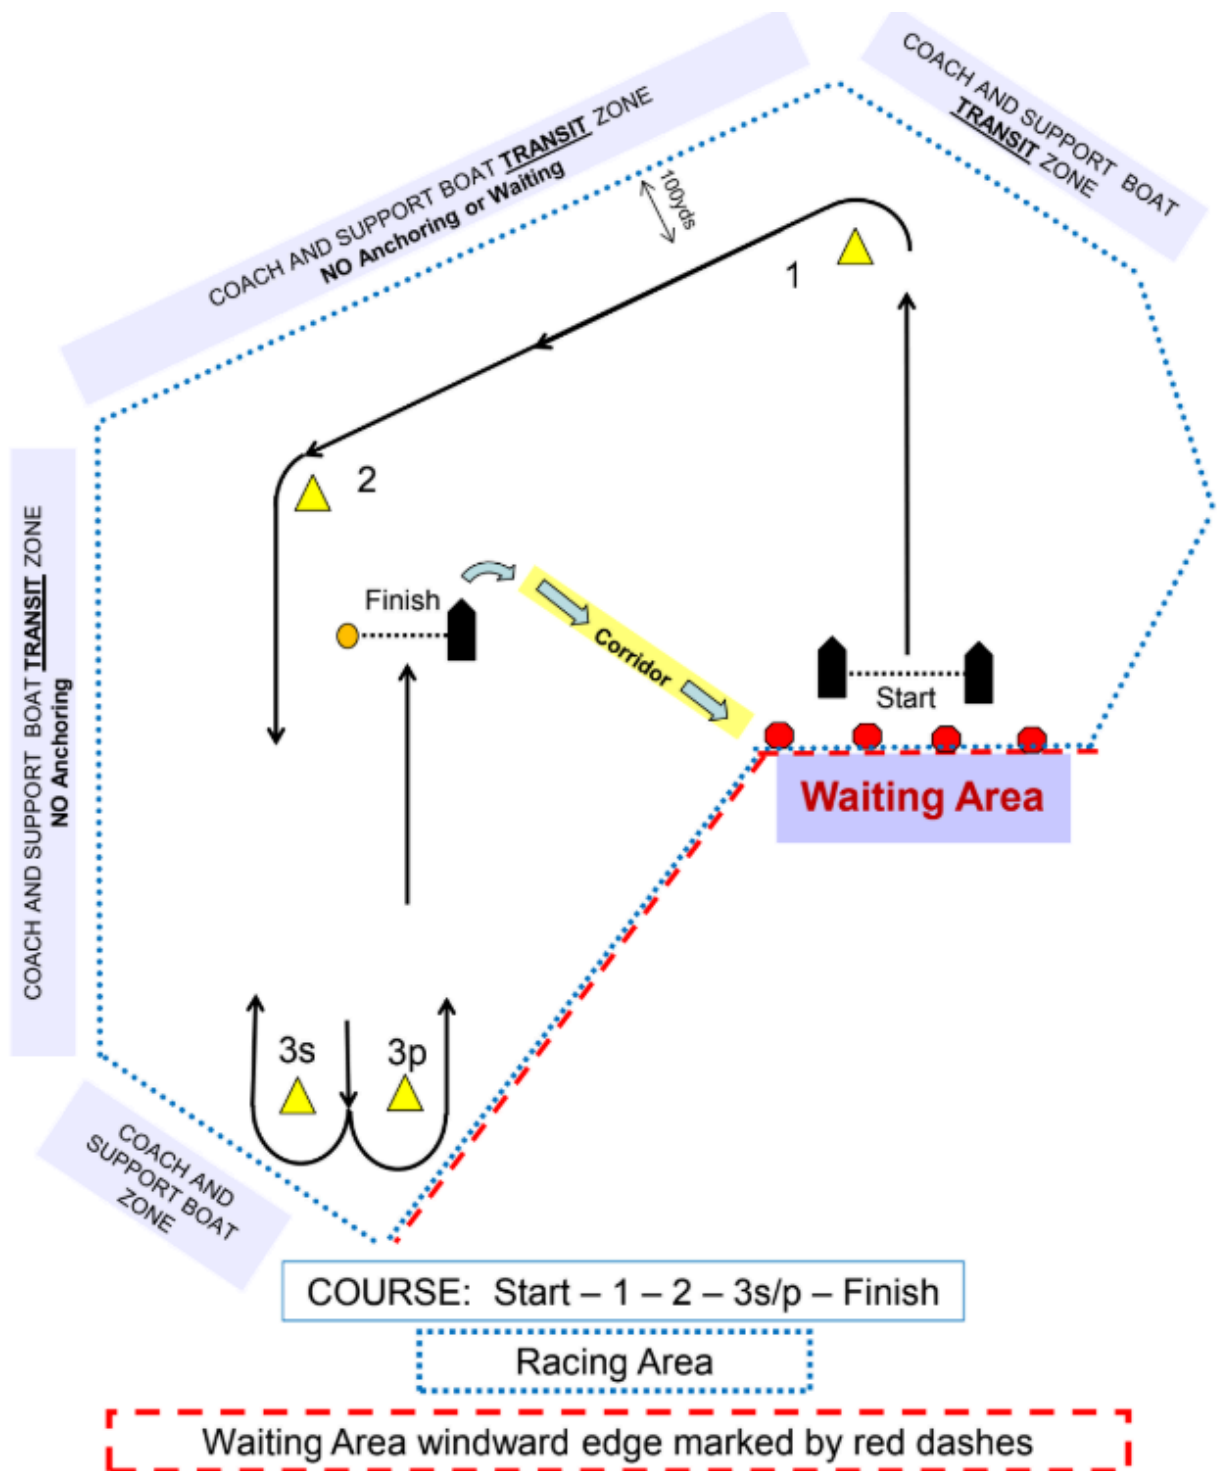 COACH AND SUPPORT BOAT TRANSIT ZONE
NO Anchoring or Waiting
COACH AND SUPPORT BOAT
TRANSIT ZONE
100yds
1
2
Finish
Corridor
Start
Waiting Area
COACH AND SUPPORT BOAT TRANSIT ZONE
NO Anchoring
3s
3p
COACH AND
SUPPORT BOAT
ZONE
COURSE: Start – 1 – 2 – 3s/p – Finish
Racing Area
Waiting Area windward edge marked by red dashes